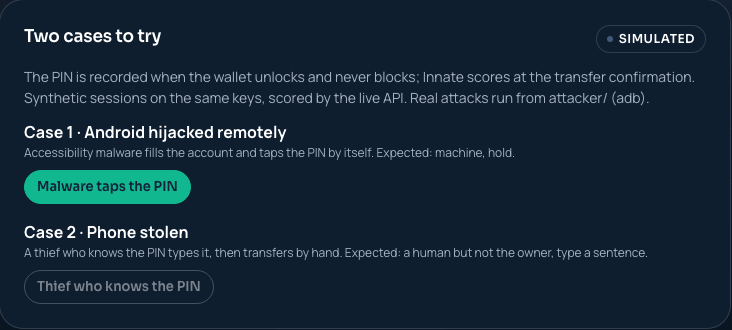 Two cases to try
SIMULATED
The PIN is recorded when the wallet unlocks and never blocks; Innate scores at the transfer confirmation.
Synthetic sessions on the same keys, scored by the live API. Real attacks run from attacker/ (adb).
Case 1 · Android hijacked remotely
Accessibility malware fills the account and taps the PIN by itself. Expected: machine, hold.
Malware taps the PIN
Case 2 · Phone stolen
A thief who knows the PIN types it, then transfers by hand. Expected: a human but not the owner, type a sentence.
Thief who knows the PIN